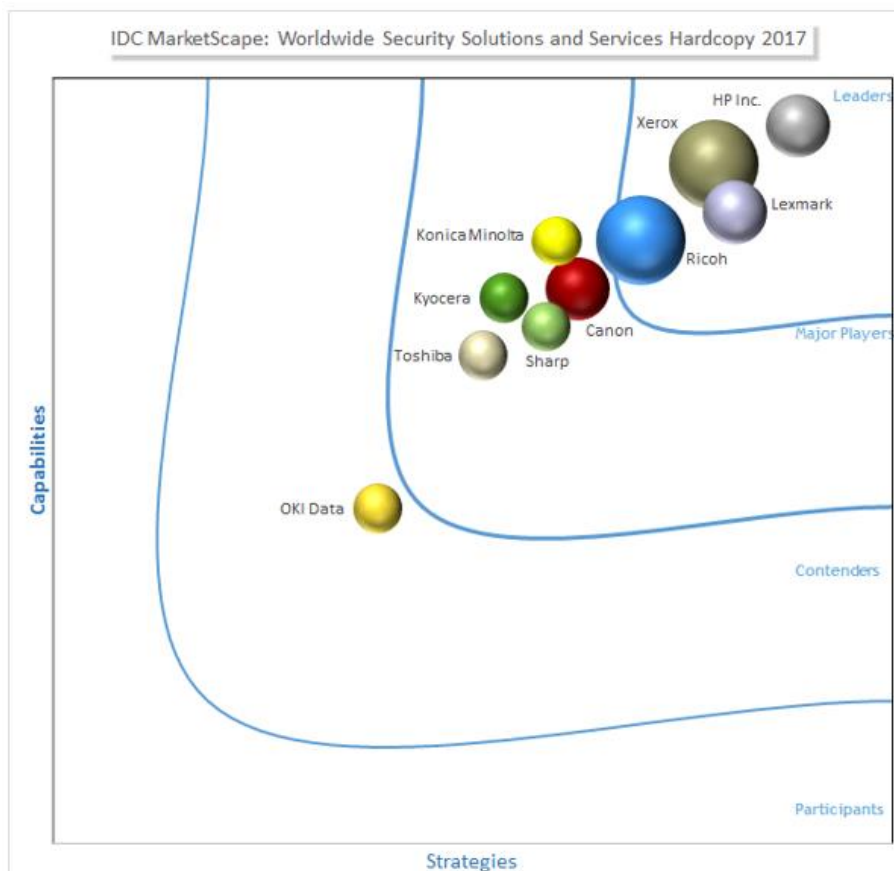 IDC MarketScape: Worldwide Security Solutions and Services Hardcopy 2017
HP Inc.
Leaders
Xerox
Lexmark
Konica Minolta
Ricoh
Kyocera
Canon
Major Players
Toshiba
Sharp
Capabilities
OKI Data
Contenders
Participants
Strategies